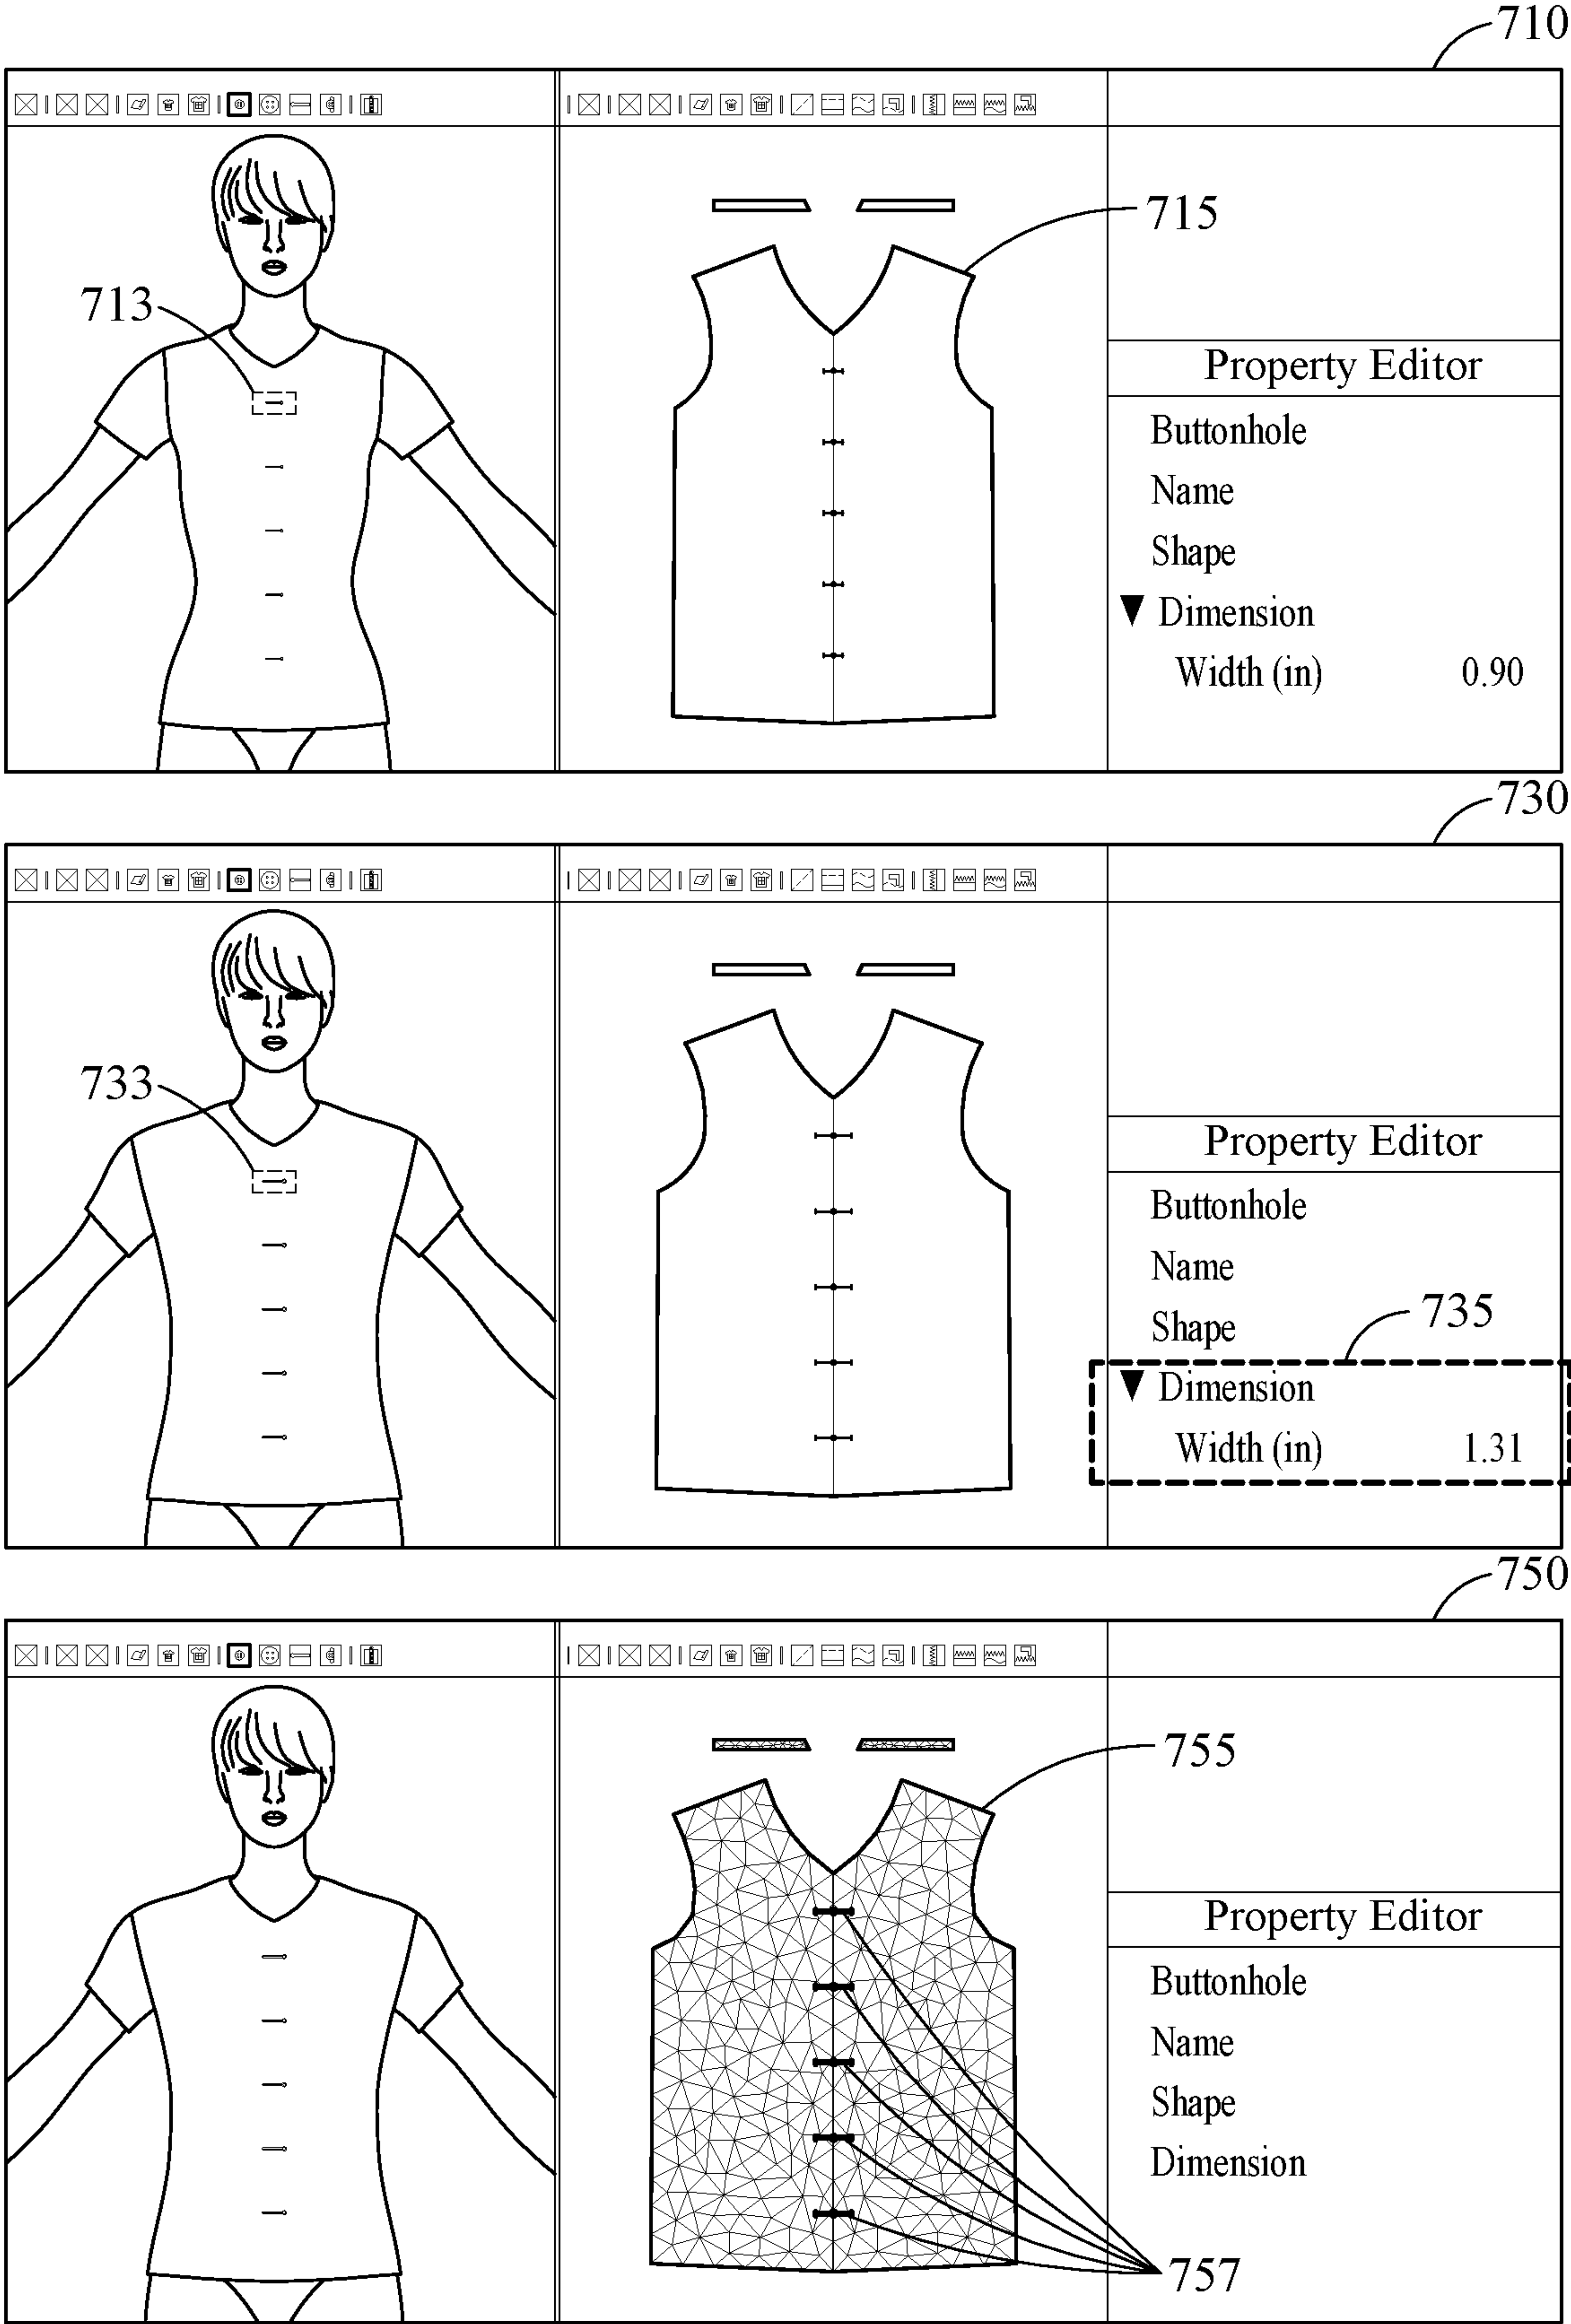 710
715
713
Property Editor
Buttonhole
Name
Shape
▼ Dimension
Width (in) 0.90
730
733
Property Editor
Buttonhole
Name
735
Shape
▼ Dimension
Width (in) 1.31
750
755
Property Editor
Buttonhole
Name
Shape
Dimension
757